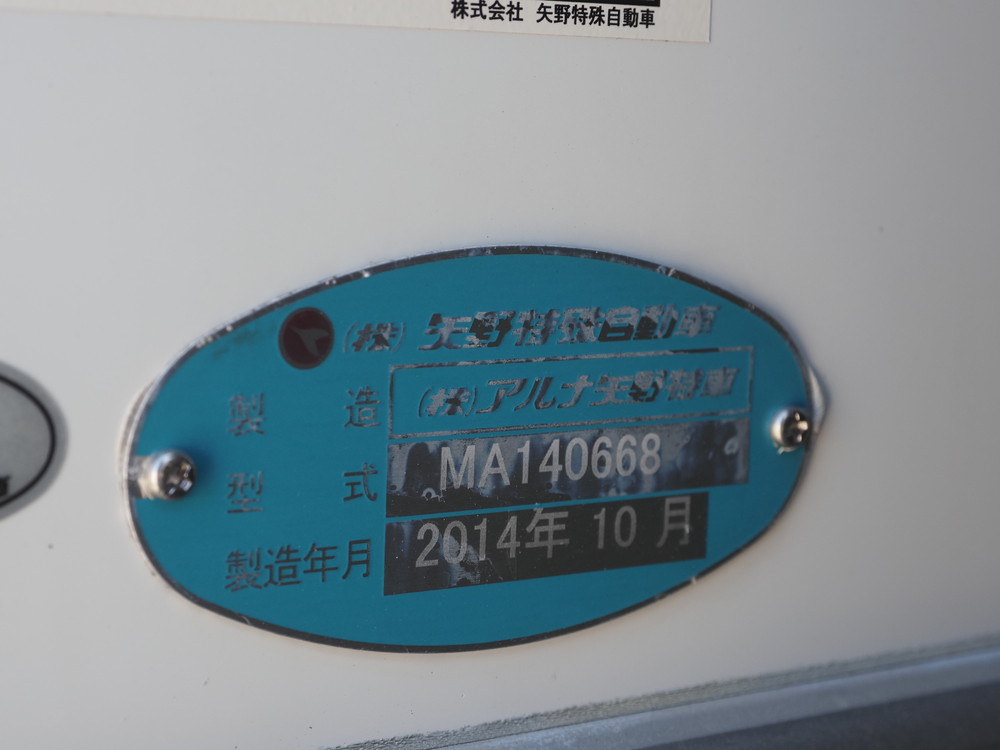 株式会社 矢野特殊自動車
(株) 矢野特殊自動車
製造 (株)アルナ矢野特車
型式 MA140668
製造年月 2014年 10月